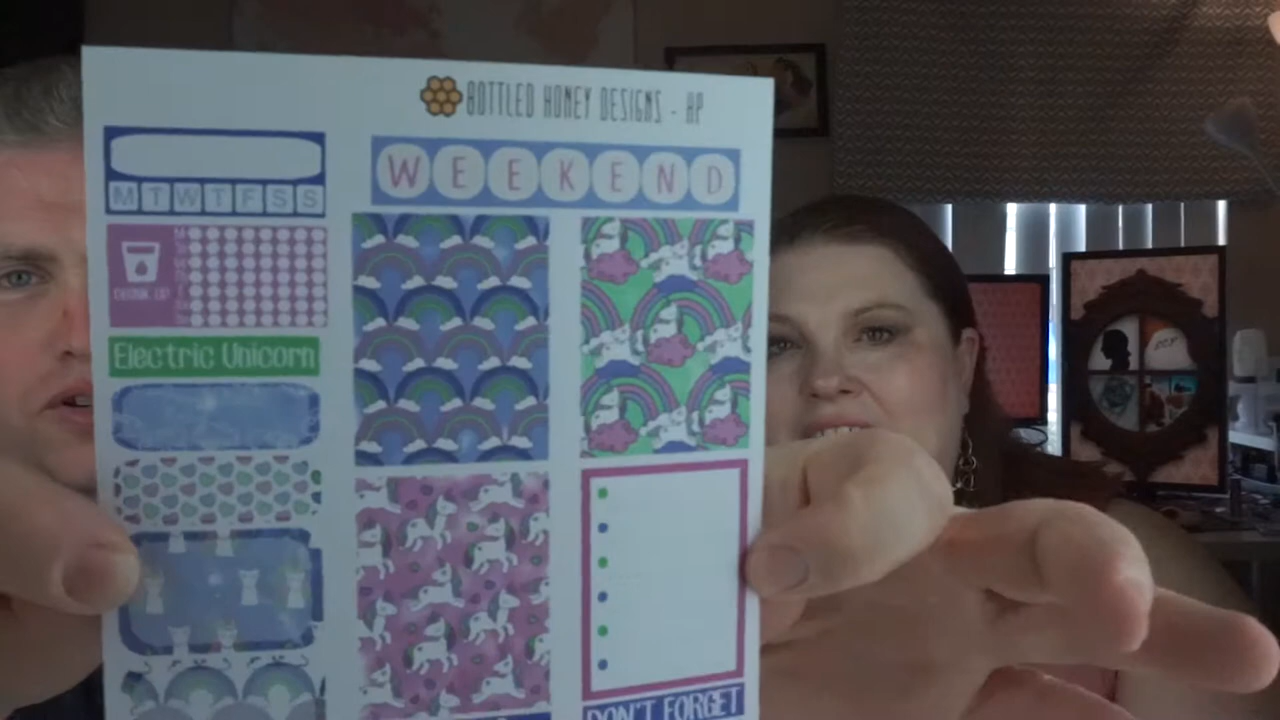 BOTTLED HONEY DESIGNS - HP
WEEKEND
MTWTFSS
DRINK UP
Electric Unicorn
DON'T FORGET